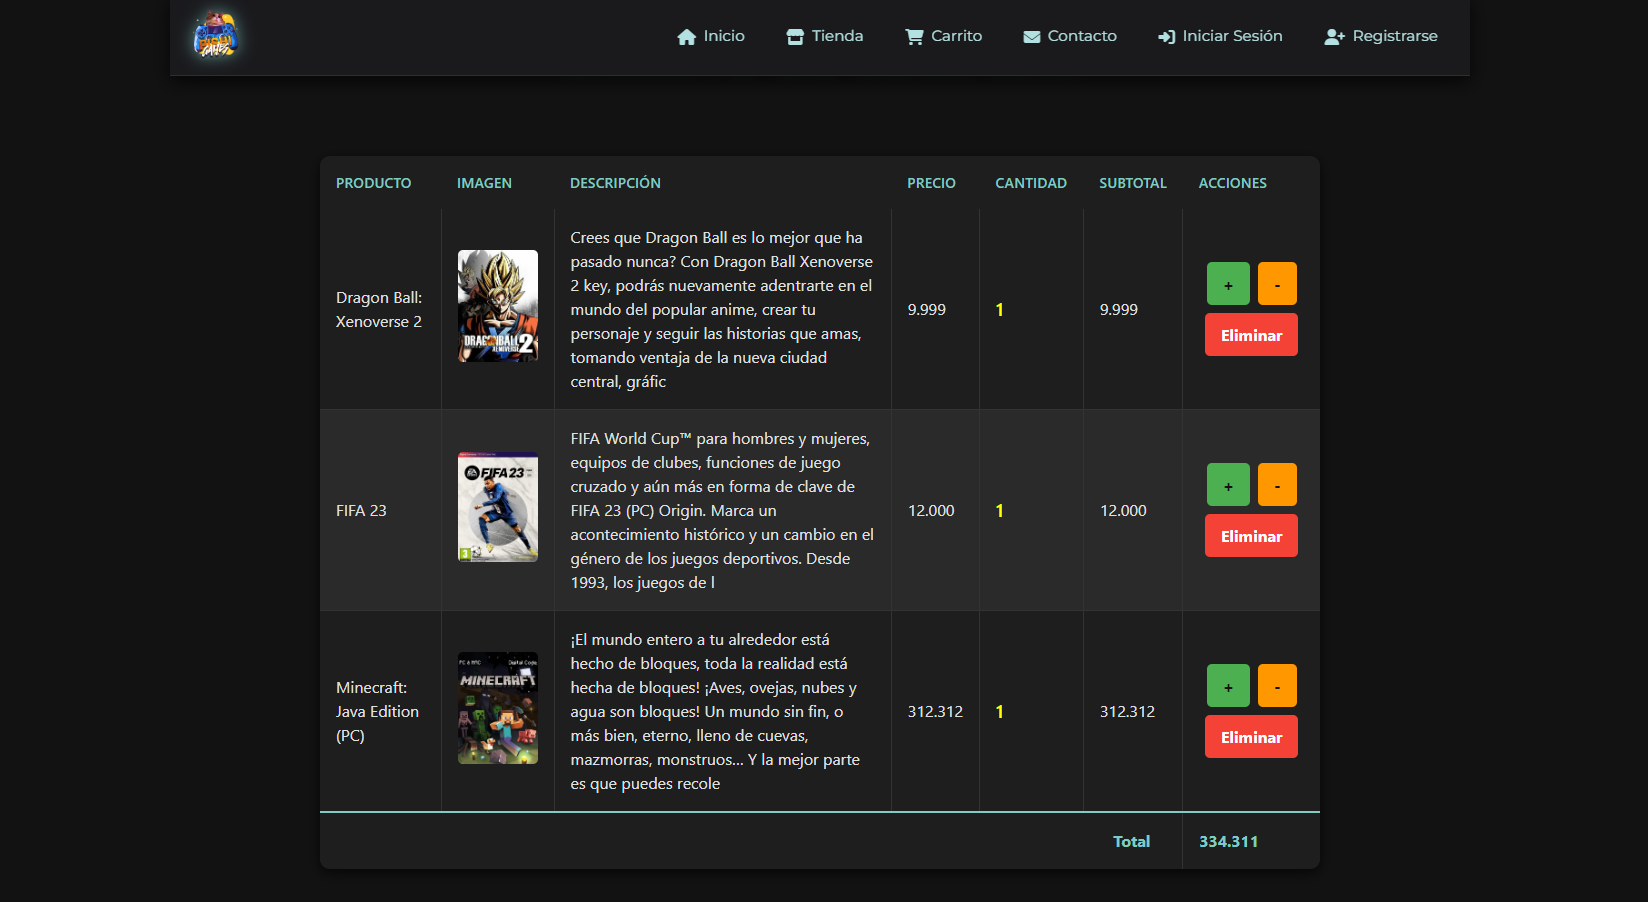 GAMES
Inicio
Tienda
Carrito
Contacto
Iniciar Sesión
Registrarse
PRODUCTO
IMAGEN
DESCRIPCIÓN
PRECIO
CANTIDAD
SUBTOTAL
ACCIONES
Dragon Ball:
Xenoverse 2
DRAGONBALL
XENOVERSE 2
Crees que Dragon Ball es lo mejor que ha
pasado nunca? Con Dragon Ball Xenoverse
2 key, podrás nuevamente adentrarte en el
mundo del popular anime, crear tu
personaje y seguir las historias que amas,
tomando ventaja de la nueva ciudad
central, gráfic
9.999
1
9.999
+
-
Eliminar
FIFA 23
FIFA 23
3
FIFA World Cup™ para hombres y mujeres,
equipos de clubes, funciones de juego
cruzado y aún más en forma de clave de
FIFA 23 (PC) Origin. Marca un
acontecimiento histórico y un cambio en el
género de los juegos deportivos. Desde
1993, los juegos de l
12.000
1
12.000
+
-
Eliminar
Minecraft:
Java Edition
(PC)
PC & MAC
Digital Code
MINECRAFT
¡El mundo entero a tu alrededor está
hecho de bloques, toda la realidad está
hecha de bloques! ¡Aves, ovejas, nubes y
agua son bloques! Un mundo sin fin, o
más bien, eterno, lleno de cuevas,
mazmorras, monstruos... Y la mejor parte
es que puedes recole
312.312
1
312.312
+
-
Eliminar
Total
334.311